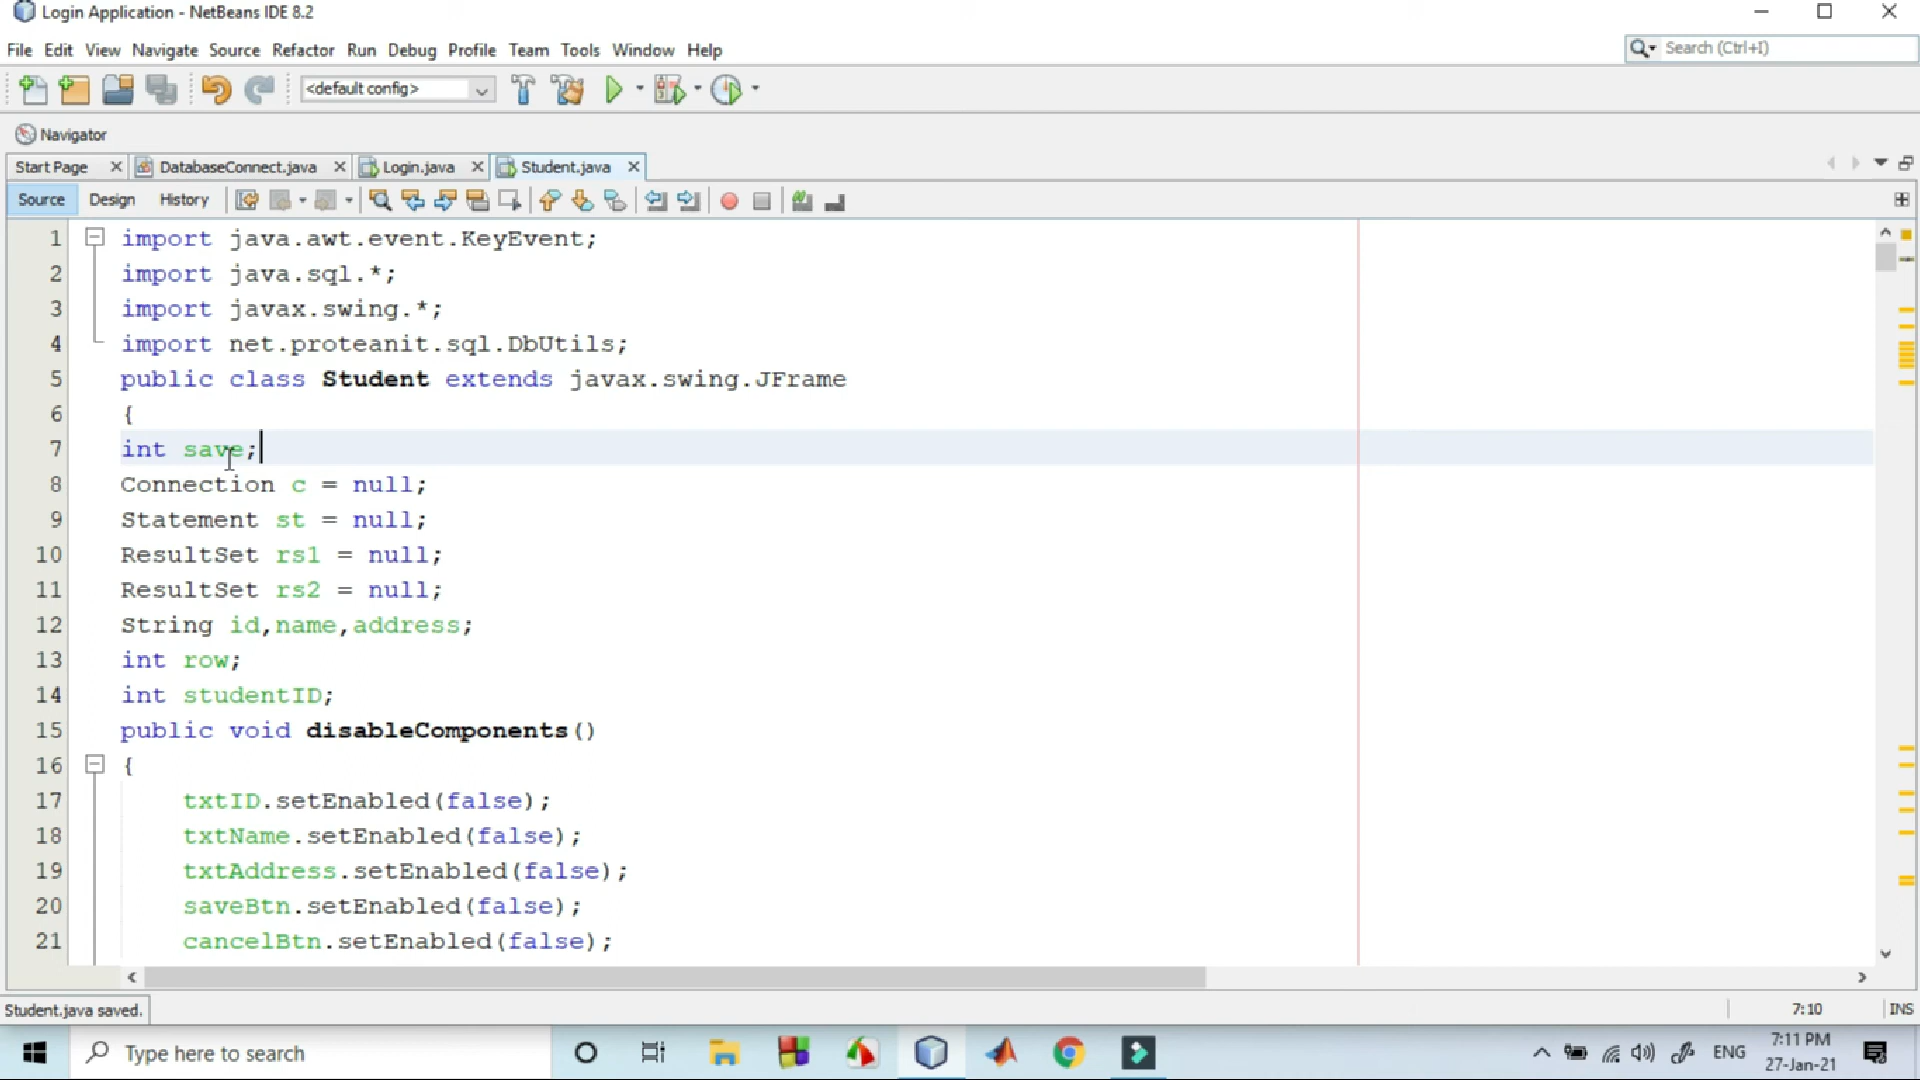 Login Application - NetBeans IDE 8.2
File Edit View Navigate Source Refactor Run Debug Profile Team Tools Window Help
Search (Ctrl+I)
<default config>
Navigator
Start Page DatabaseConnect.java Login.java Student.java
Source Design History
1 import java.awt.event.KeyEvent;
2 import java.sql.*;
3 import javax.swing.*;
4 import net.proteanit.sql.DbUtils;
5 public class Student extends javax.swing.JFrame
6 {
7 int save;
8 Connection c = null;
9 Statement st = null;
10 ResultSet rs1 = null;
11 ResultSet rs2 = null;
12 String id,name,address;
13 int row;
14 int studentID;
15 public void disableComponents()
16 {
17 txtID.setEnabled(false);
18 txtName.setEnabled(false);
19 txtAddress.setEnabled(false);
20 saveBtn.setEnabled(false);
21 cancelBtn.setEnabled(false);
Student.java saved.
7:10 INS
Type here to search
ENG
7:11 PM
27-Jan-21